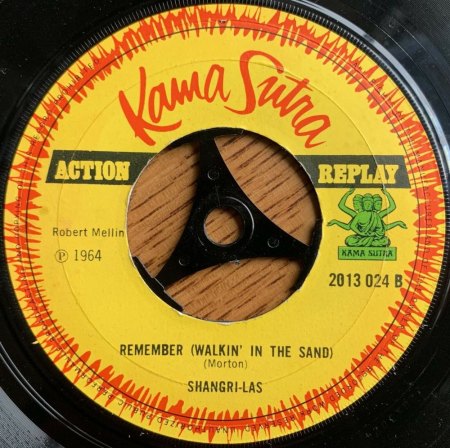 Kama Sutra
ACTION REPLAY
KAMA SUTRA
Robert Mellin
℗ 1964
2013 024 B
REMEMBER (WALKIN' IN THE SAND)
(Morton)
SHANGRI-LAS